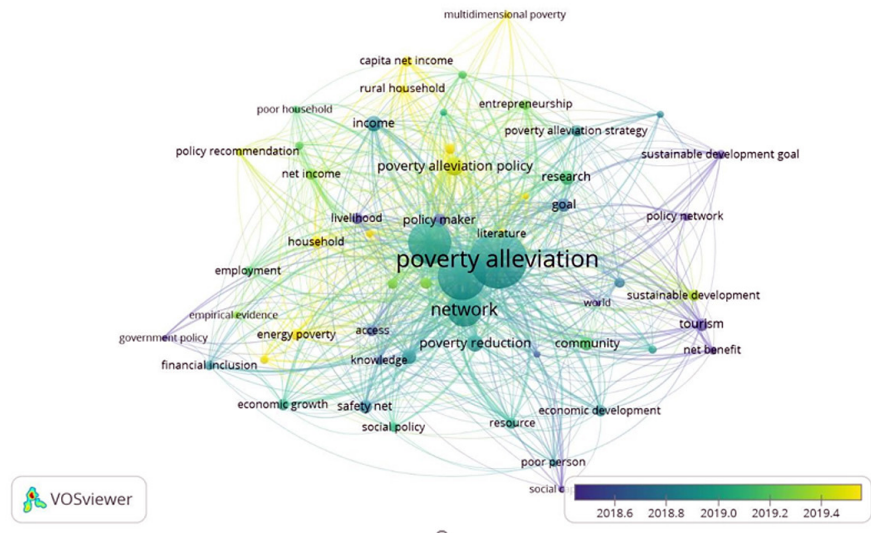 multidimensional poverty
capita net income
rural household
poor household
entrepreneurship
income
poverty alleviation strategy
policy recommendation
sustainable development goal
poverty alleviation policy
net income
research
goal
livelihood
policy maker
policy network
literature
household
poverty alleviation
employment
sustainable development
world
network
empirical evidence
tourism
government policy
energy poverty
access
poverty reduction
community
net benefit
financial inclusion
knowledge
economic growth
safety net
economic development
social policy
resource
poor person
social
VOSviewer
2018.6 2018.8 2019.0 2019.2 2019.4